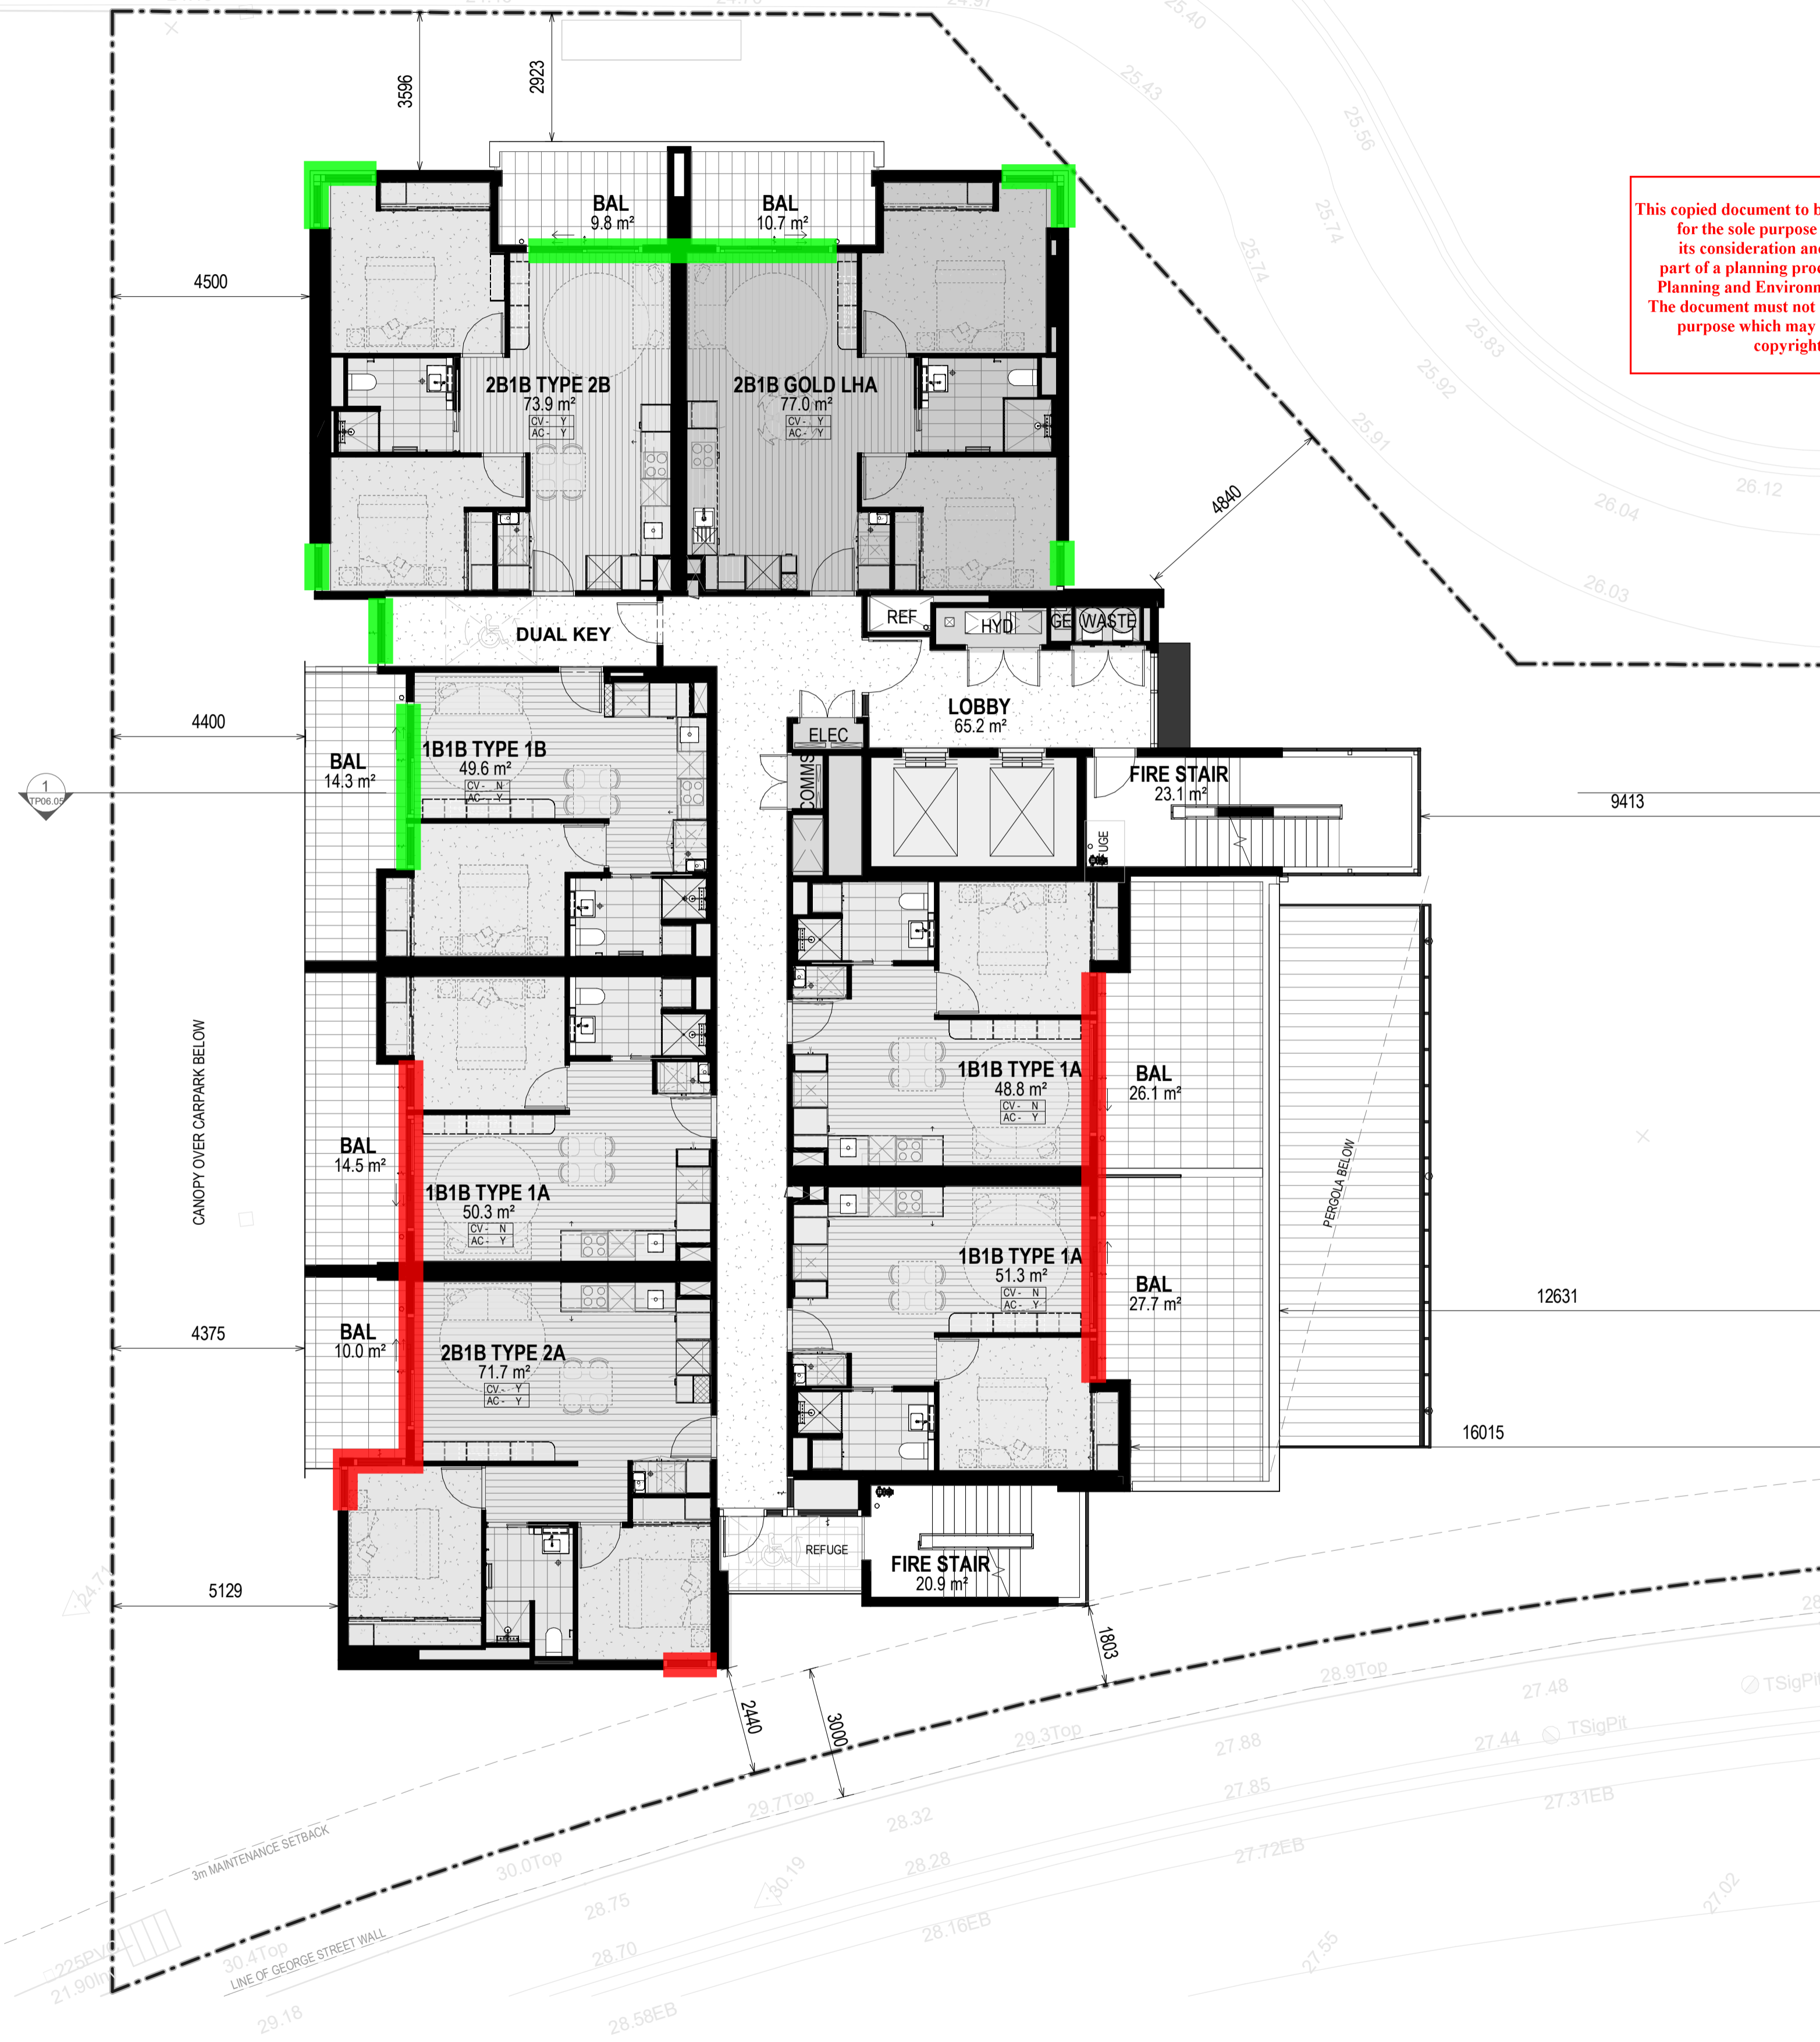 24.97
25.40
3596
2923
25.43
25.56
This copied document to b
for the sole purpose
its consideration and
part of a planning proc
Planning and Environm
The document must not
purpose which may
copyright
BAL
9.8 m²
BAL
10.7 m²
25.74
25.74
4500
25.83
25.92
2B1B TYPE 2B
73.9 m²
CV - Y
AC - Y
2B1B GOLD LHA
77.0 m²
CV - Y
AC - Y
25.91
4840
26.12
26.04
26.03
DUAL KEY
REF
HYD
GE
WASTE
4400
LOBBY
65.2 m²
ELEC
1B1B TYPE 1B
49.6 m²
CV - N
AC - Y
BAL
14.3 m²
COMMS
FIRE STAIR
23.1 m²
1
TP06.05
9413
FUGE
CANOPY OVER CARPARK BELOW
1B1B TYPE 1A
48.8 m²
CV - N
AC - Y
BAL
26.1 m²
PERGOLA BELOW
BAL
14.5 m²
1B1B TYPE 1A
50.3 m²
CV - N
AC - Y
1B1B TYPE 1A
51.3 m²
CV - N
AC - Y
BAL
27.7 m²
12631
4375
BAL
10.0 m²
2B1B TYPE 2A
71.7 m²
CV - Y
AC - Y
16015
REFUGE
FIRE STAIR
20.9 m²
24.71
5129
1803
28.9Top
27.48
TSigPit
2440
3000
29.3Top
27.88
27.44
TSigPit
29.7Top
28.32
27.85
27.31EB
3m MAINTENANCE SETBACK
30.0Top
30.19
28.28
27.72EB
27.02
28.75
28.16EB
225PV
21.90In
30.4Top
LINE OF GEORGE STREET WALL
28.70
27.55
29.18
28.58EB